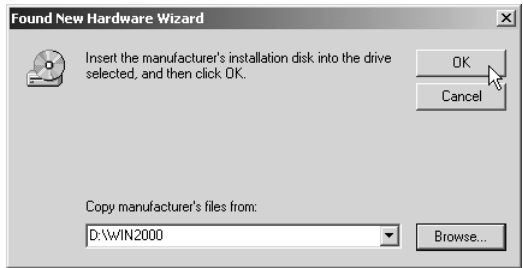 Found New Hardware Wizard
Insert the manufacturer's installation disk into the drive
selected, and then click OK.
OK
Cancel
Copy manufacturer's files from:
D:\WIN2000
Browse...